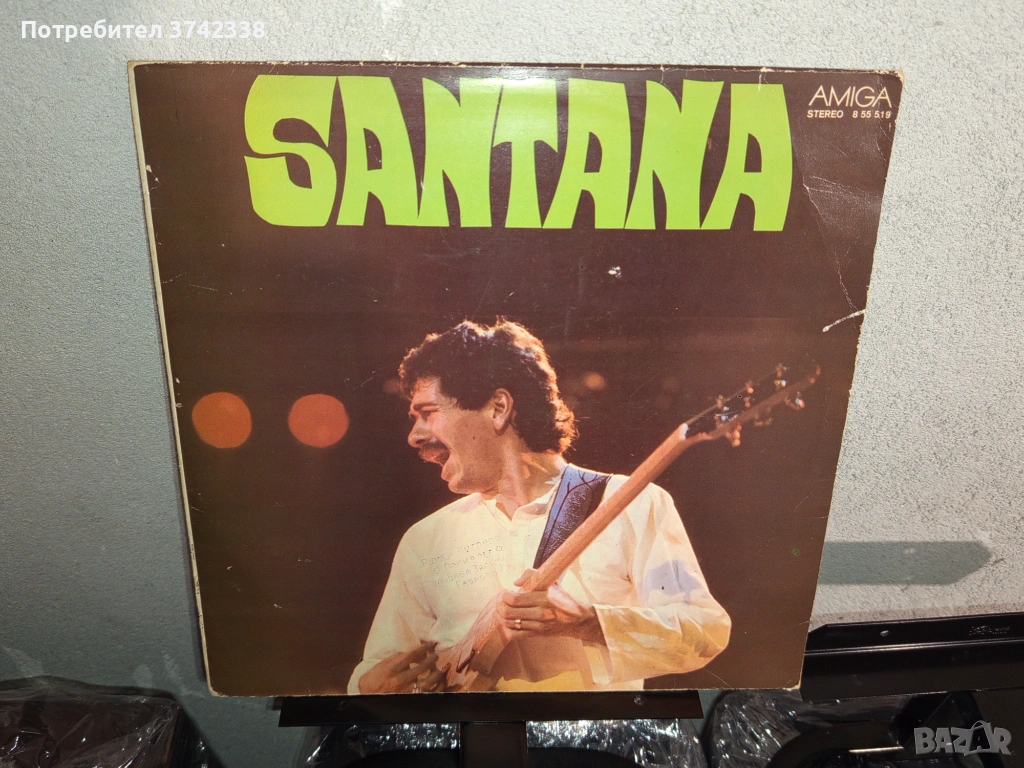 Потребител 3742338
SANTANA
AMIGA
STEREO 8 55 519
BAZAR